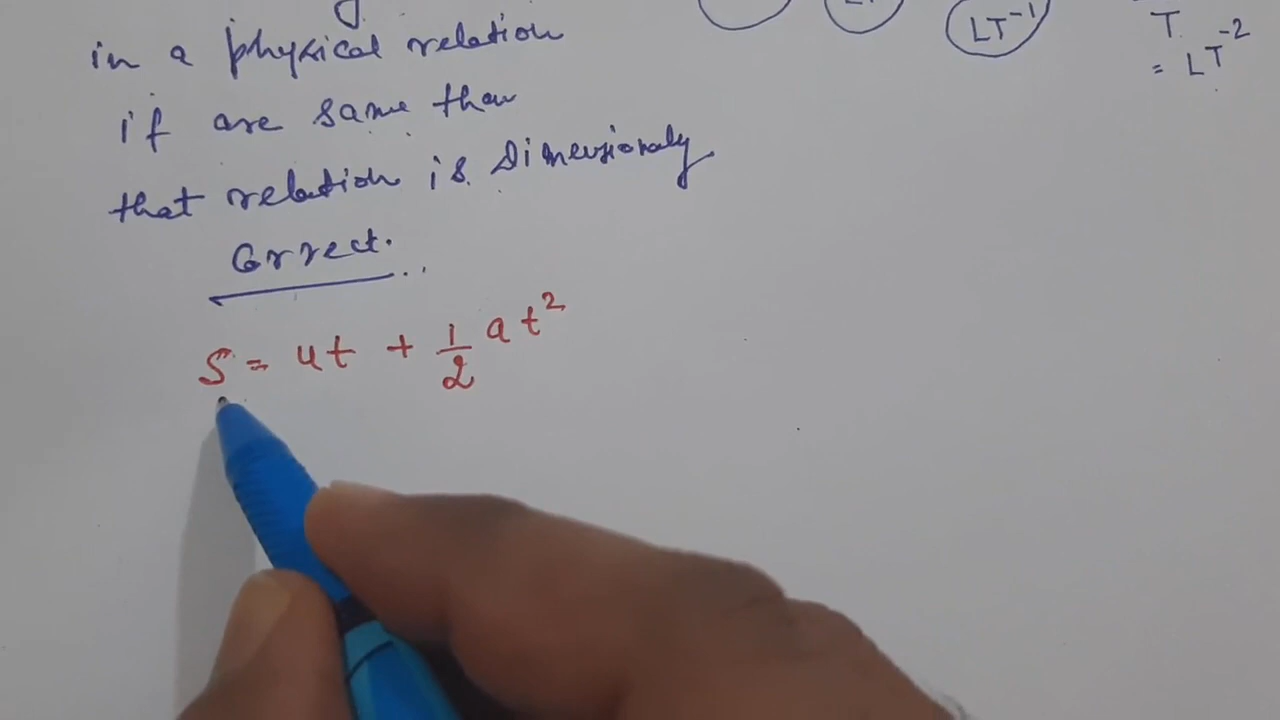 LT⁻¹
T
= LT⁻²
in a physical relation
if are same than
that relation is Dimensionaly
Correct.
S = ut + 1/2 at²